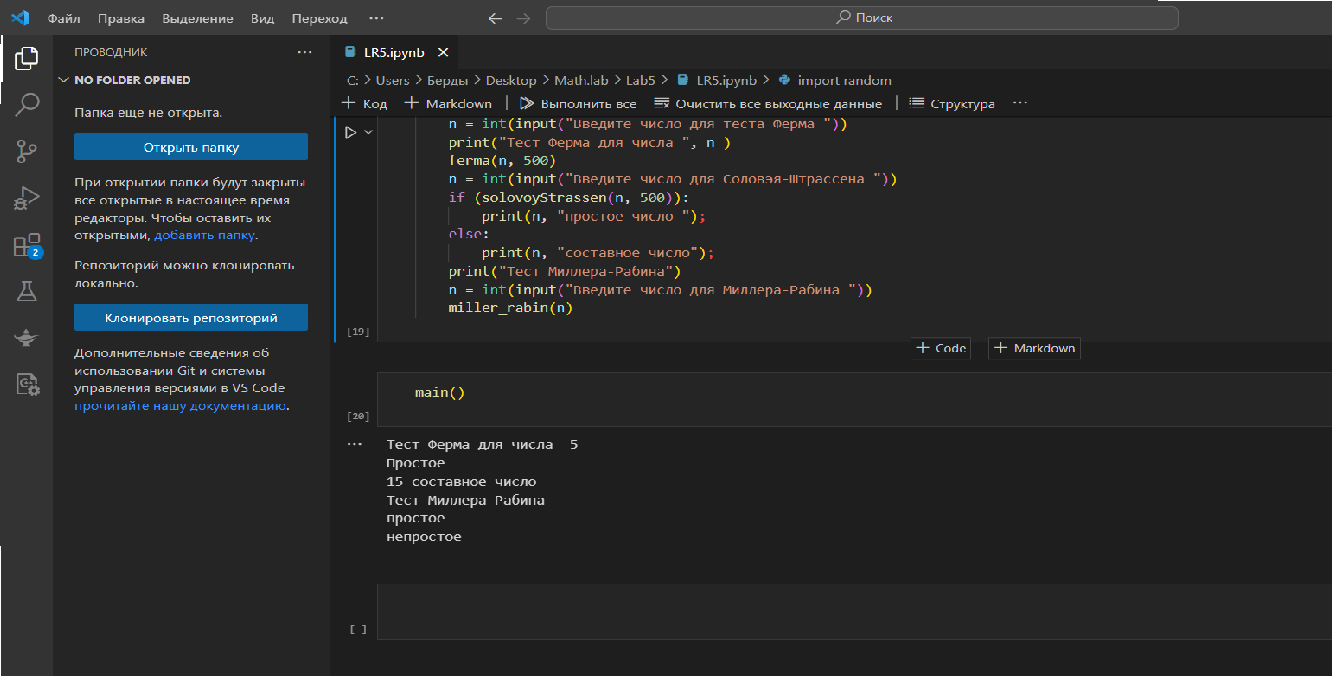 Файл Правка Выделение Вид Переход ··· Поиск
ПРОВОДНИК ···
NO FOLDER OPENED
Папка еще не открыта.
Открыть папку
При открытии папки будут закрыты
все открытые в настоящее время
редакторы. Чтобы оставить их
открытыми, добавить папку.
Репозиторий можно клонировать
локально.
Клонировать репозиторий
Дополнительные сведения об
использовании Git и системы
управления версиями в VS Code
прочитайте нашу документацию.
2
LR5.ipynb
C: > Users > Берды > Desktop > Math.lab > Lab5 > LR5.ipynb > import random
+ Код + Markdown | Выполнить все Очистить все выходные данные | Структура ···
n = int(input("Введите число для теста Ферма "))
print("Тест Ферма для числа ", n )
ferma(n, 500)
n = int(input("Введите число для Соловэя-Штрассена "))
if (solovoyStrassen(n, 500)):
print(n, "простое число ");
else:
print(n, "составное число");
print("Тест Миллера-Рабина")
n = int(input("Введите число для Миллера-Рабина "))
miller_rabin(n)
[19]
+ Code + Markdown
main()
[20]
··· Тест Ферма для числа  5
Простое
15 составное число
Тест Миллера-Рабина
простое
непростое
[ ]